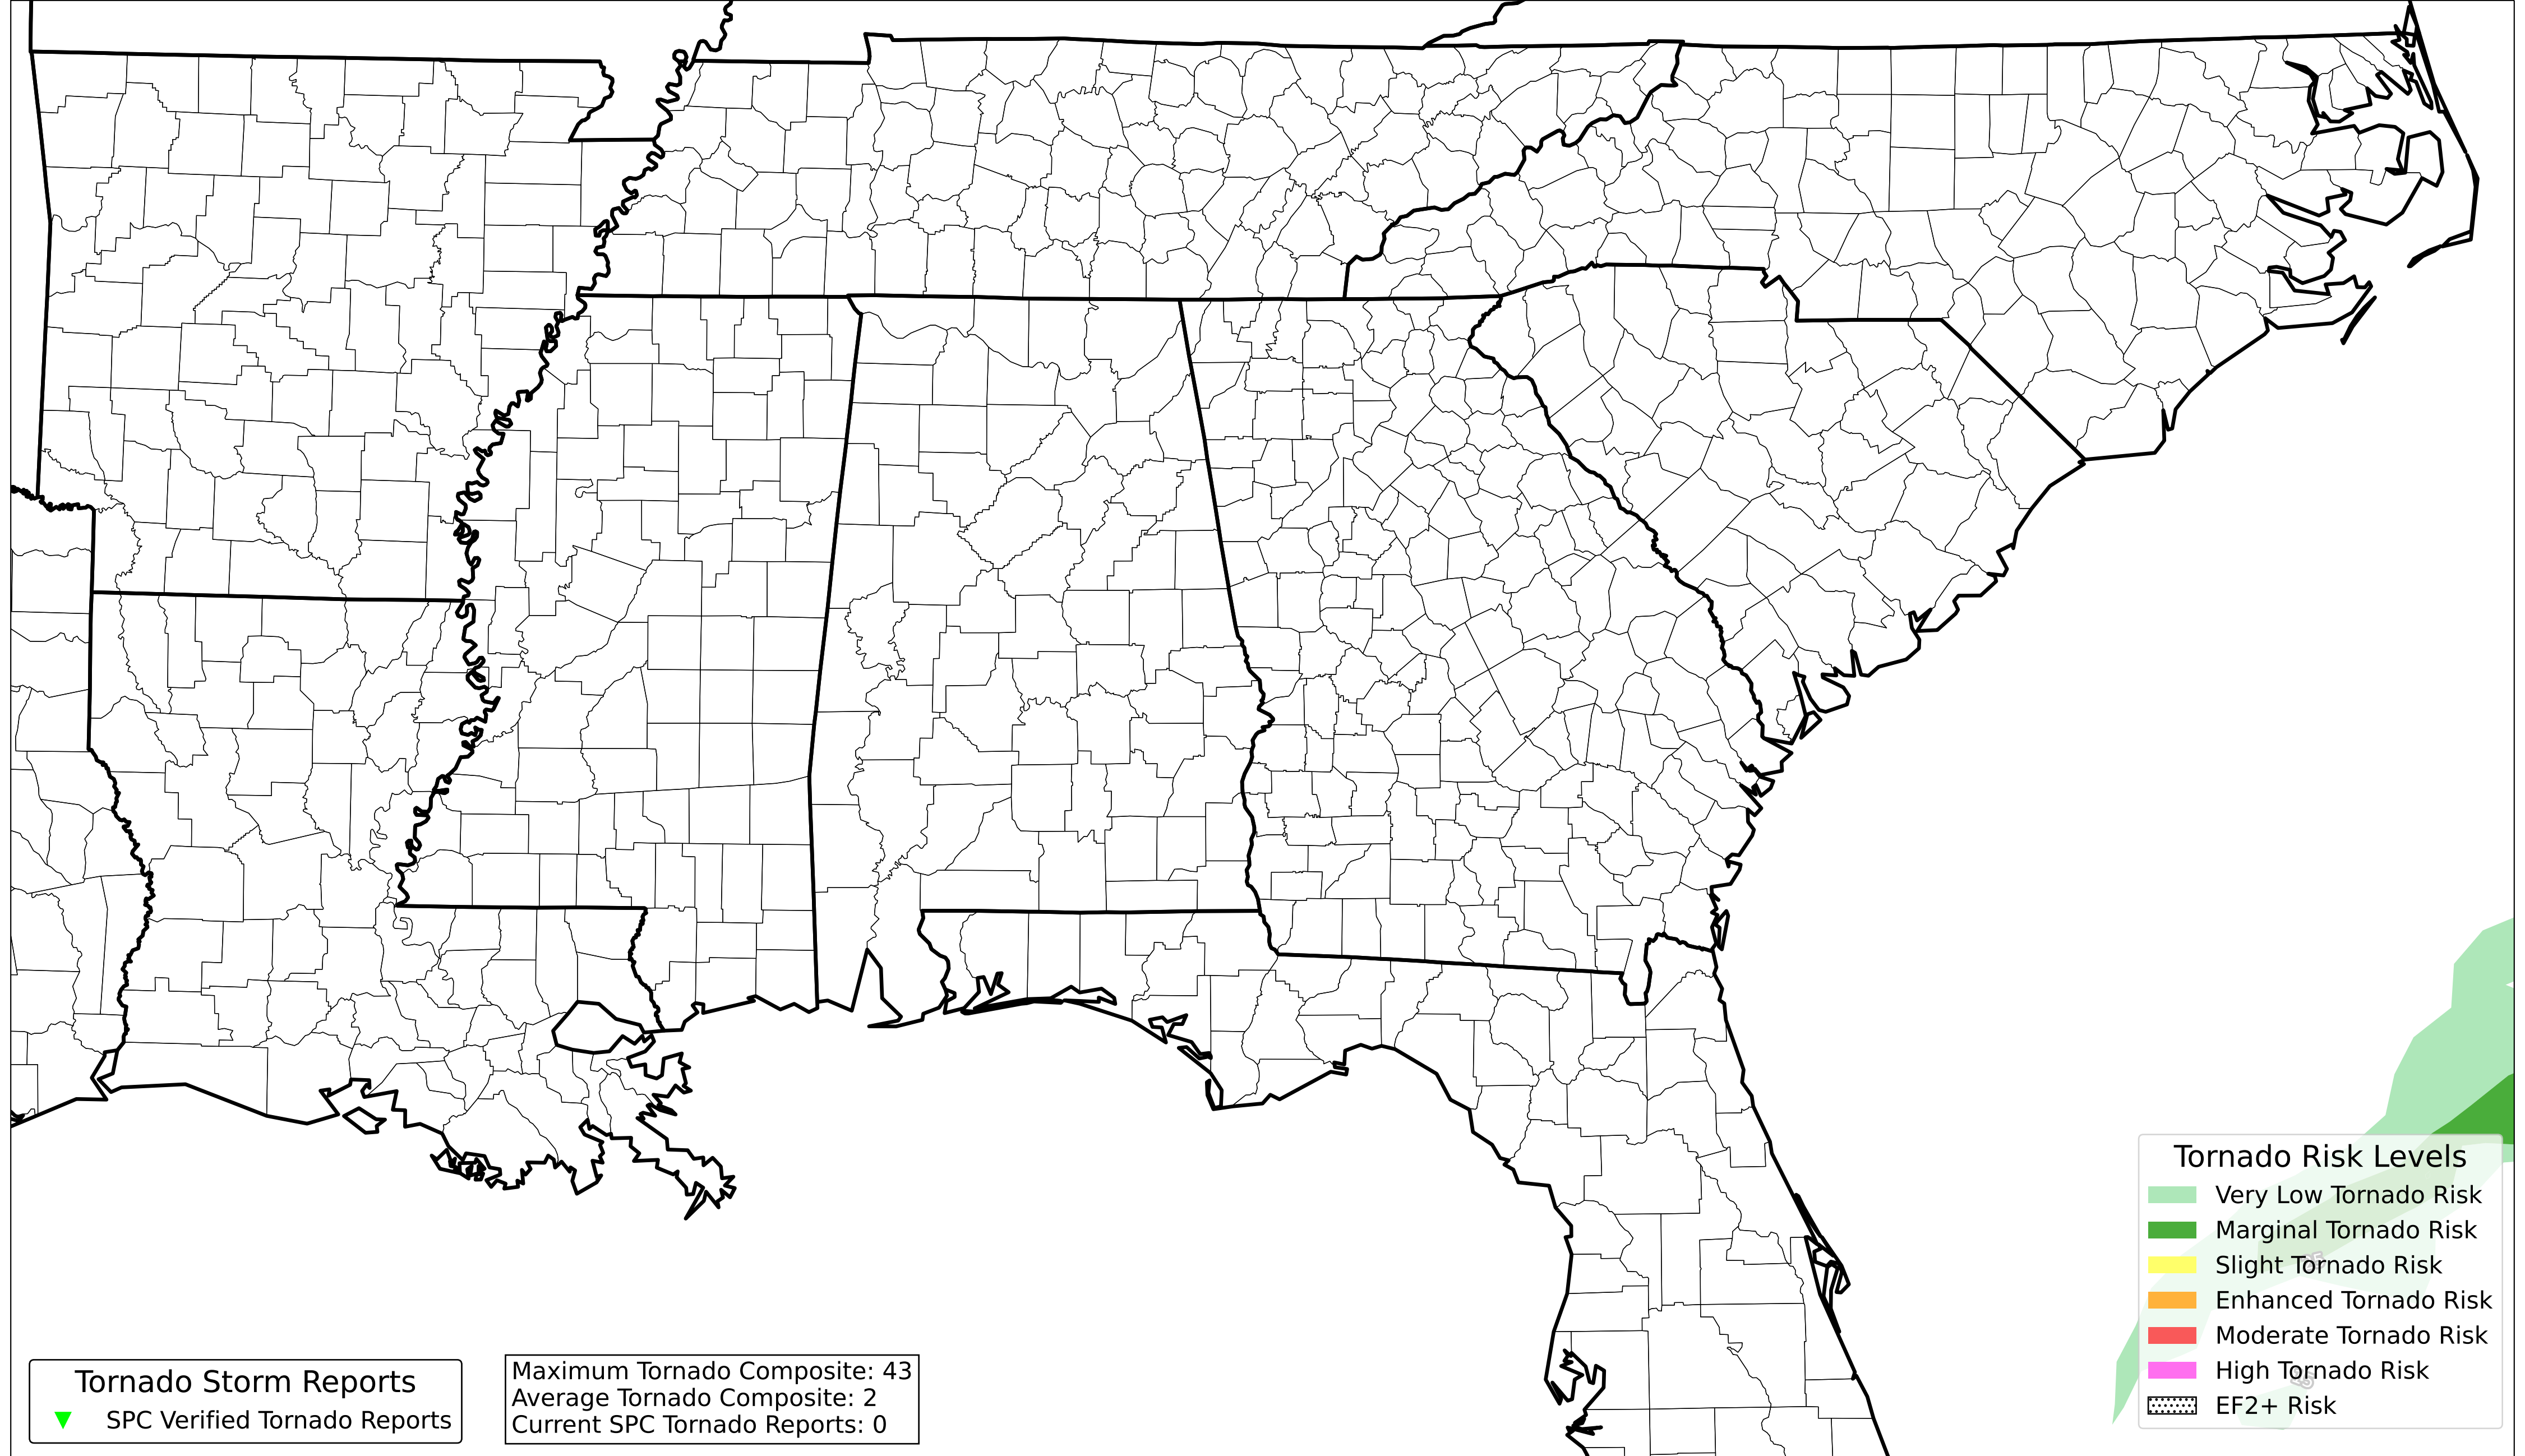 Tornado Risk Levels
Very Low Tornado Risk
Marginal Tornado Risk
Slight Tornado Risk
Enhanced Tornado Risk
Moderate Tornado Risk
High Tornado Risk
EF2+ Risk
Tornado Storm Reports
SPC Verified Tornado Reports
Maximum Tornado Composite: 43
Average Tornado Composite: 2
Current SPC Tornado Reports: 0